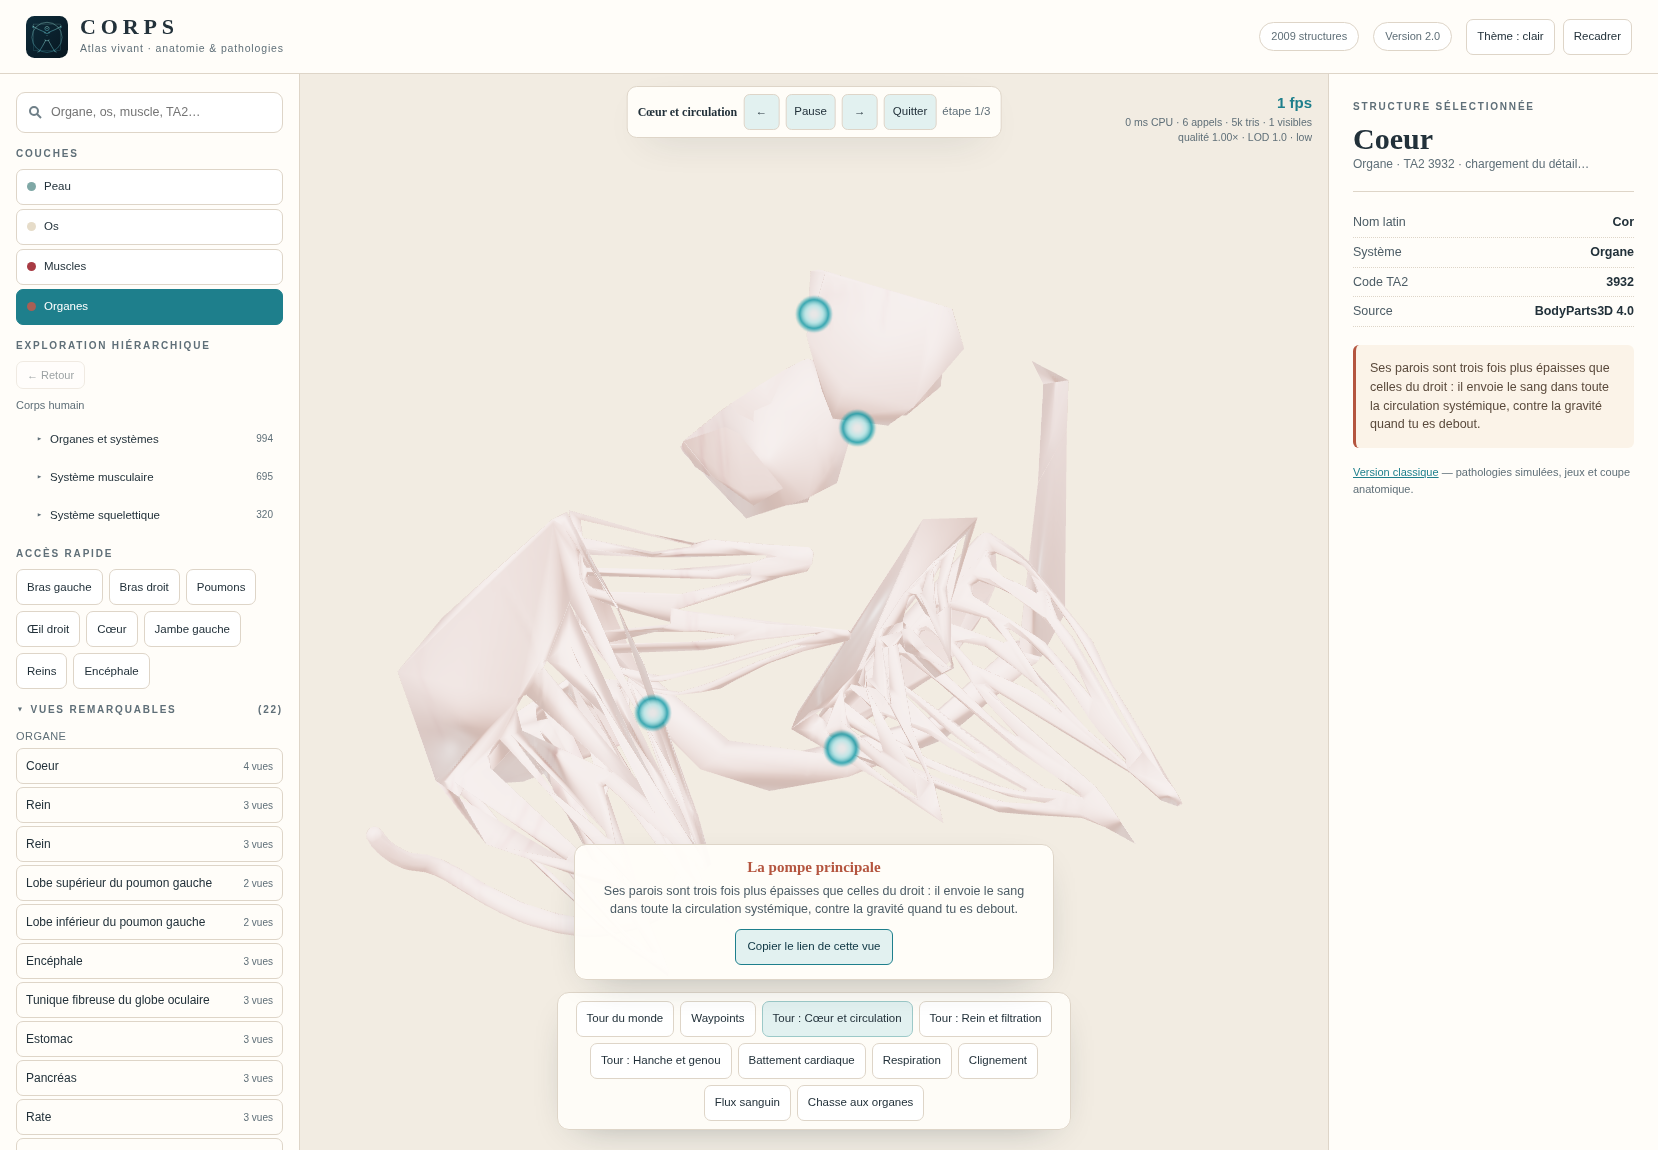 CORPS
Atlas vivant · anatomie & pathologies
2009 structures
Version 2.0
Thème : clair
Recadrer
Organe, os, muscle, TA2…
COUCHES
Peau
Os
Muscles
Organes
EXPLORATION HIÉRARCHIQUE
← Retour
Corps humain
▸ Organes et systèmes 994
▸ Système musculaire 695
▸ Système squelettique 320
ACCÈS RAPIDE
Bras gauche
Bras droit
Poumons
Œil droit
Cœur
Jambe gauche
Reins
Encéphale
▾ VUES REMARQUABLES (22)
ORGANE
Coeur 4 vues
Rein 3 vues
Rein 3 vues
Lobe supérieur du poumon gauche 2 vues
Lobe inférieur du poumon gauche 2 vues
Encéphale 3 vues
Tunique fibreuse du globe oculaire 3 vues
Estomac 3 vues
Pancréas 3 vues
Rate 3 vues
Cœur et circulation ← Pause → Quitter étape 1/3
1 fps
0 ms CPU · 6 appels · 5k tris · 1 visibles
qualité 1.00× · LOD 1.0 · low
La pompe principale
Ses parois sont trois fois plus épaisses que celles du droit : il envoie le sang
dans toute la circulation systémique, contre la gravité quand tu es debout.
Copier le lien de cette vue
Tour du monde
Waypoints
Tour : Cœur et circulation
Tour : Rein et filtration
Tour : Hanche et genou
Battement cardiaque
Respiration
Clignement
Flux sanguin
Chasse aux organes
STRUCTURE SÉLECTIONNÉE
Coeur
Organe · TA2 3932 · chargement du détail…
Nom latin Cor
Système Organe
Code TA2 3932
Source BodyParts3D 4.0
Ses parois sont trois fois plus épaisses que
celles du droit : il envoie le sang dans toute
la circulation systémique, contre la gravité
quand tu es debout.
Version classique — pathologies simulées, jeux et coupe
anatomique.